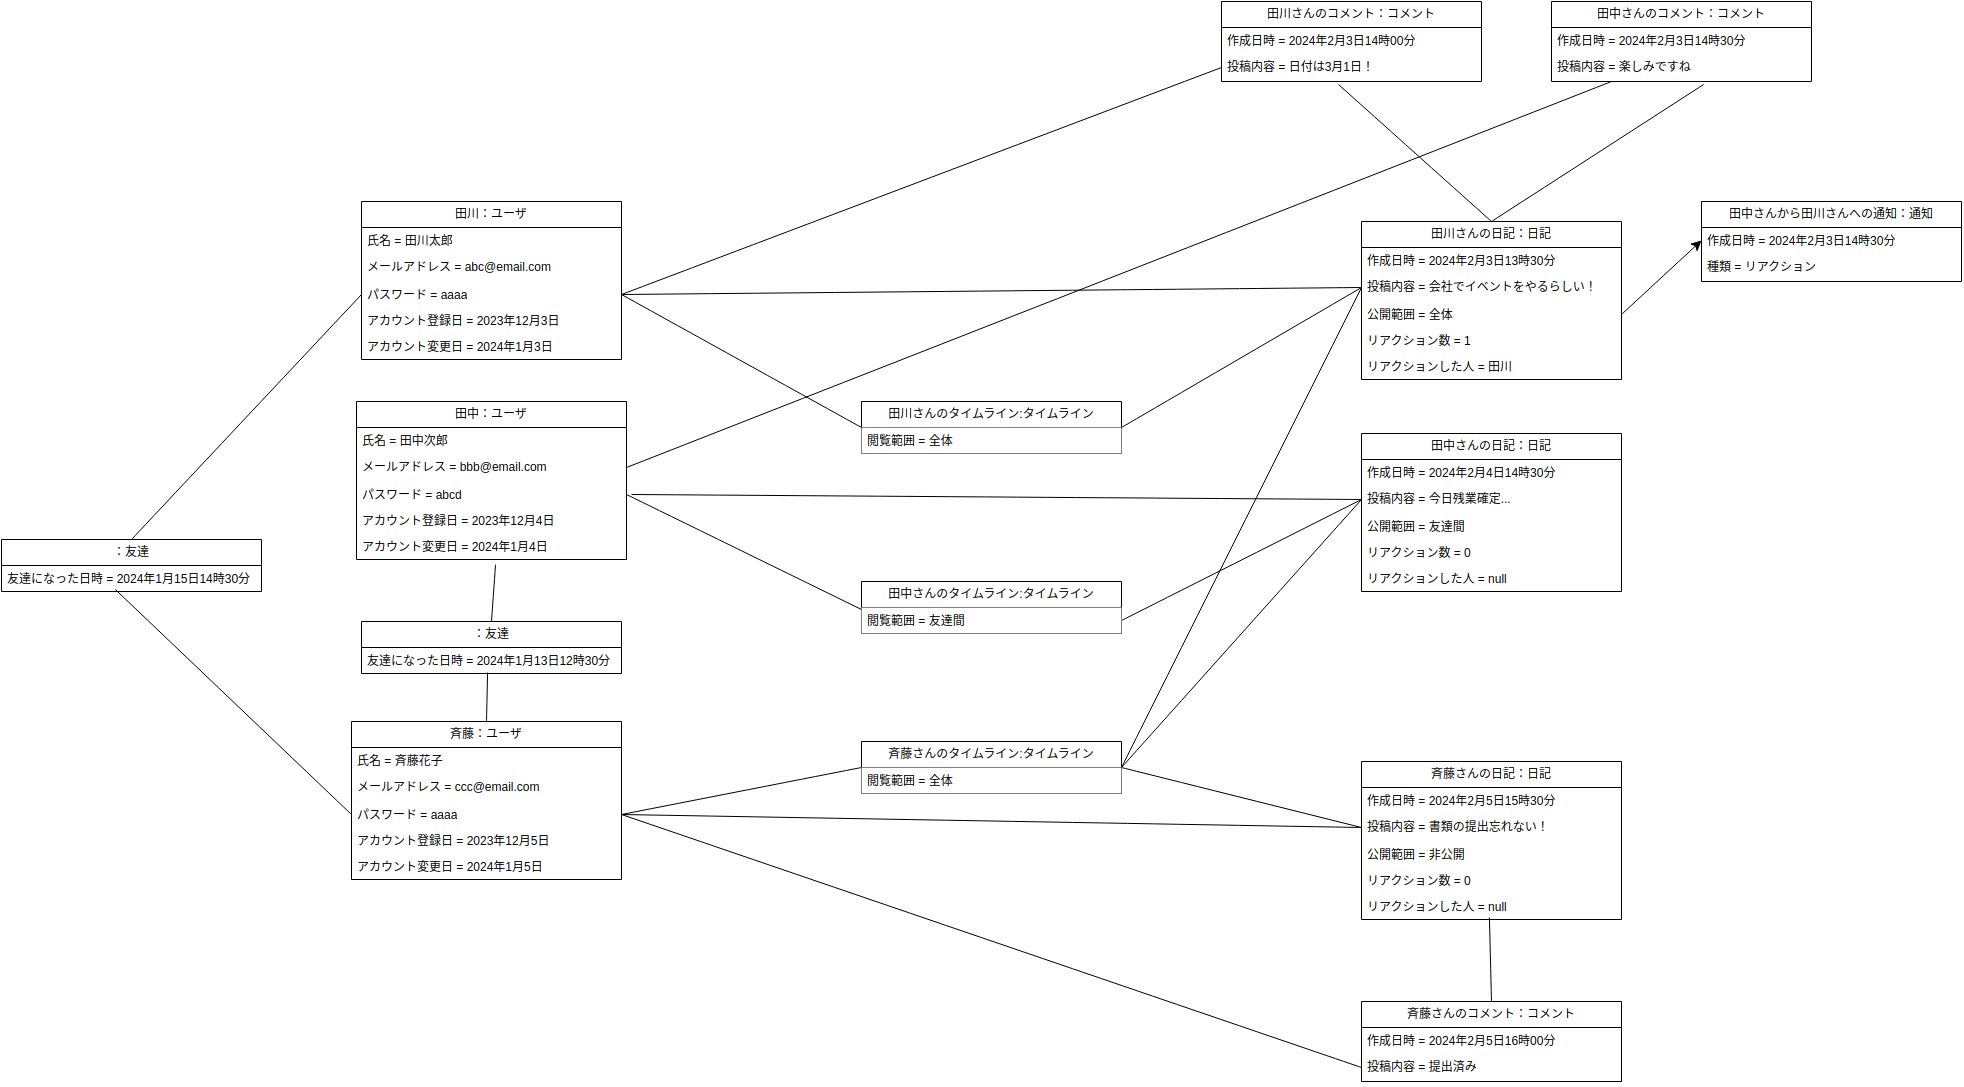 田川さんのコメント：コメント
作成日時 = 2024年2月3日14時00分
投稿内容 = 日付は3月1日！
田中さんのコメント：コメント
作成日時 = 2024年2月3日14時30分
投稿内容 = 楽しみですね
田川：ユーザ
氏名 = 田川太郎
メールアドレス = abc@email.com
パスワード = aaaa
アカウント登録日 = 2023年12月3日
アカウント変更日 = 2024年1月3日
田川さんの日記：日記
作成日時 = 2024年2月3日13時30分
投稿内容 = 会社でイベントをやるらしい！
公開範囲 = 全体
リアクション数 = 1
リアクションした人 = 田川
田中さんから田川さんへの通知：通知
作成日時 = 2024年2月3日14時30分
種類 = リアクション
田中：ユーザ
氏名 = 田中次郎
メールアドレス = bbb@email.com
パスワード = abcd
アカウント登録日 = 2023年12月4日
アカウント変更日 = 2024年1月4日
田川さんのタイムライン:タイムライン
閲覧範囲 = 全体
田中さんの日記：日記
作成日時 = 2024年2月4日14時30分
投稿内容 = 今日残業確定...
公開範囲 = 友達間
リアクション数 = 0
リアクションした人 = null
：友達
友達になった日時 = 2024年1月15日14時30分
田中さんのタイムライン:タイムライン
閲覧範囲 = 友達間
：友達
友達になった日時 = 2024年1月13日12時30分
斉藤：ユーザ
氏名 = 斉藤花子
メールアドレス = ccc@email.com
パスワード = aaaa
アカウント登録日 = 2023年12月5日
アカウント変更日 = 2024年1月5日
斉藤さんのタイムライン:タイムライン
閲覧範囲 = 全体
斉藤さんの日記：日記
作成日時 = 2024年2月5日15時30分
投稿内容 = 書類の提出忘れない！
公開範囲 = 非公開
リアクション数 = 0
リアクションした人 = null
斉藤さんのコメント：コメント
作成日時 = 2024年2月5日16時00分
投稿内容 = 提出済み